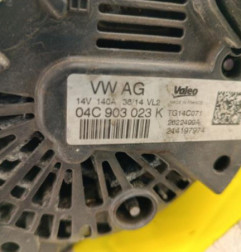 VW AG
Valeo
14V 140A 36/14 VL2
04C 903 023 K
TG14C071